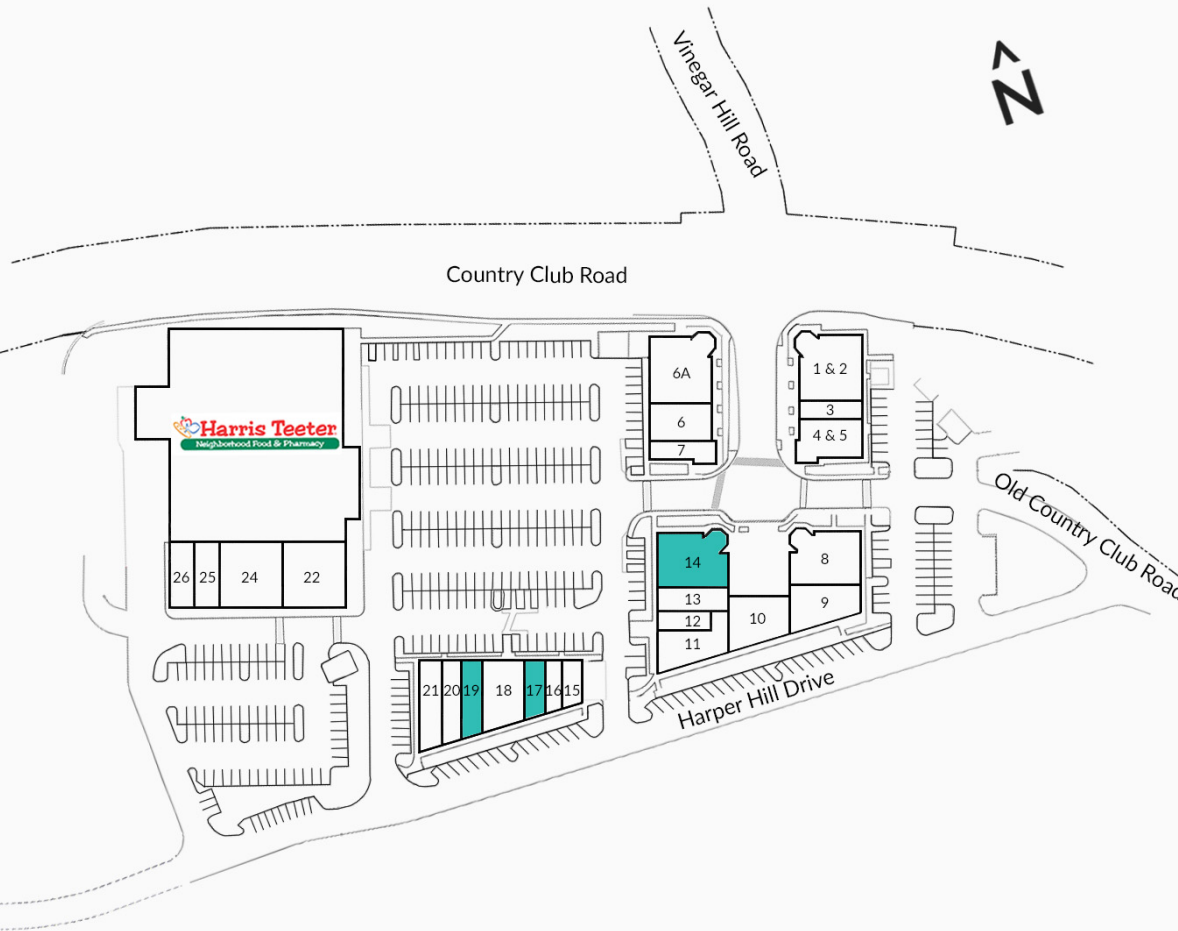 Vinegar Hill Road
N
Country Club Road
6A
1 & 2
3
6
4 & 5
7
Harris Teeter
Neighborhood Food & Pharmacy
Old Country Club Road
14
8
26
25
24
22
13
9
12
10
11
21
20
19
18
17
16
15
Harper Hill Drive